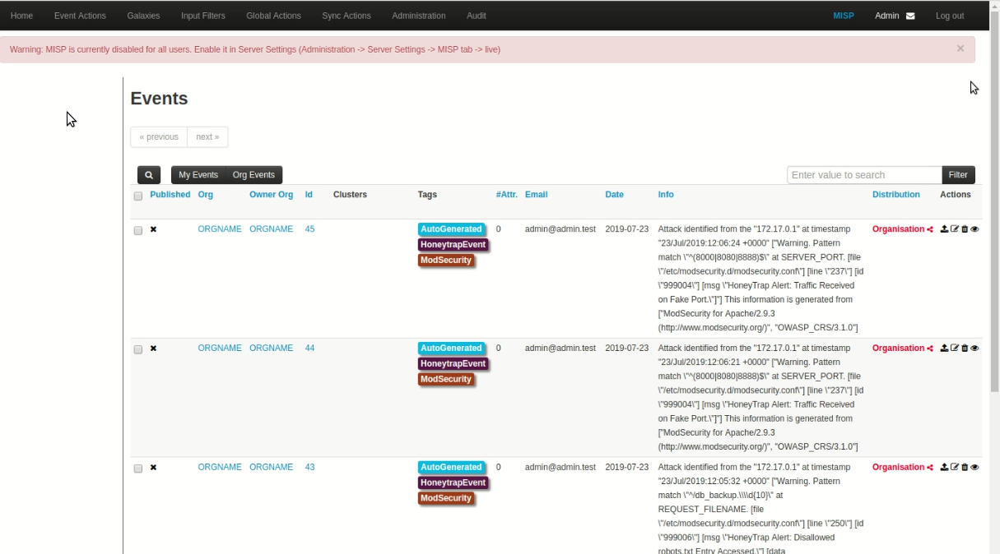 Home Event Actions Galaxies Input Filters Global Actions Sync Actions Administration Audit MISP Admin Log out
Warning: MISP is currently disabled for all users. Enable it in Server Settings (Administration -> Server Settings -> MISP tab -> live) ×
Events
« previous next »
My Events Org Events Enter value to search Filter
Published Org Owner Org Id Clusters Tags #Attr. Email Date Info Distribution Actions
ORGNAME ORGNAME 45 AutoGenerated 0 admin@admin.test 2019-07-23 Attack identified from the "172.17.0.1" at timestamp Organisation
HoneytrapEvent "23/Jul/2019:12:06:24 +0000" ["Warning. Pattern
ModSecurity match \"^(8000|8080|8888)$\" at SERVER_PORT. [file
\"/etc/modsecurity.d/modsecurity.conf\"] [line \"237\"] [id
\"999004\"] [msg \"HoneyTrap Alert: Traffic Received
on Fake Port.\"]"] This information is generated from
["ModSecurity for Apache/2.9.3
(http://www.modsecurity.org/)", "OWASP_CRS/3.1.0"]
ORGNAME ORGNAME 44 AutoGenerated 0 admin@admin.test 2019-07-23 Attack identified from the "172.17.0.1" at timestamp Organisation
HoneytrapEvent "23/Jul/2019:12:06:21 +0000" ["Warning. Pattern
ModSecurity match \"^(8000|8080|8888)$\" at SERVER_PORT. [file
\"/etc/modsecurity.d/modsecurity.conf\"] [line \"237\"] [id
\"999004\"] [msg \"HoneyTrap Alert: Traffic Received
on Fake Port.\"]"] This information is generated from
["ModSecurity for Apache/2.9.3
(http://www.modsecurity.org/)", "OWASP_CRS/3.1.0"]
ORGNAME ORGNAME 43 AutoGenerated 0 admin@admin.test 2019-07-23 Attack identified from the "172.17.0.1" at timestamp Organisation
HoneytrapEvent "23/Jul/2019:12:05:32 +0000" ["Warning. Pattern
ModSecurity match \"^/db_backup.\\\\d{10}\" at
REQUEST_FILENAME. [file
\"/etc/modsecurity.d/modsecurity.conf\"] [line \"250\"] [id
\"999006\"] [msg \"HoneyTrap Alert: Disallowed
robots.txt Entry Accessed.\"] [data